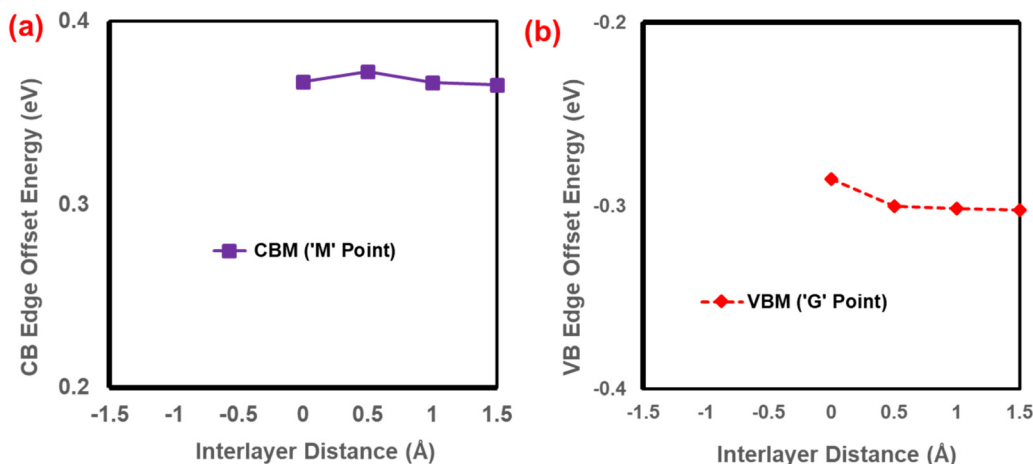 (a)
CB Edge Offset Energy (eV)
0.4
0.3
0.2
CBM ('M' Point)
-1.5 -1 -0.5 0 0.5 1 1.5
Interlayer Distance (Å)
(b)
VB Edge Offset Energy (eV)
-0.2
-0.3
-0.4
VBM ('G' Point)
-1.5 -1 -0.5 0 0.5 1 1.5
Interlayer Distance (Å)